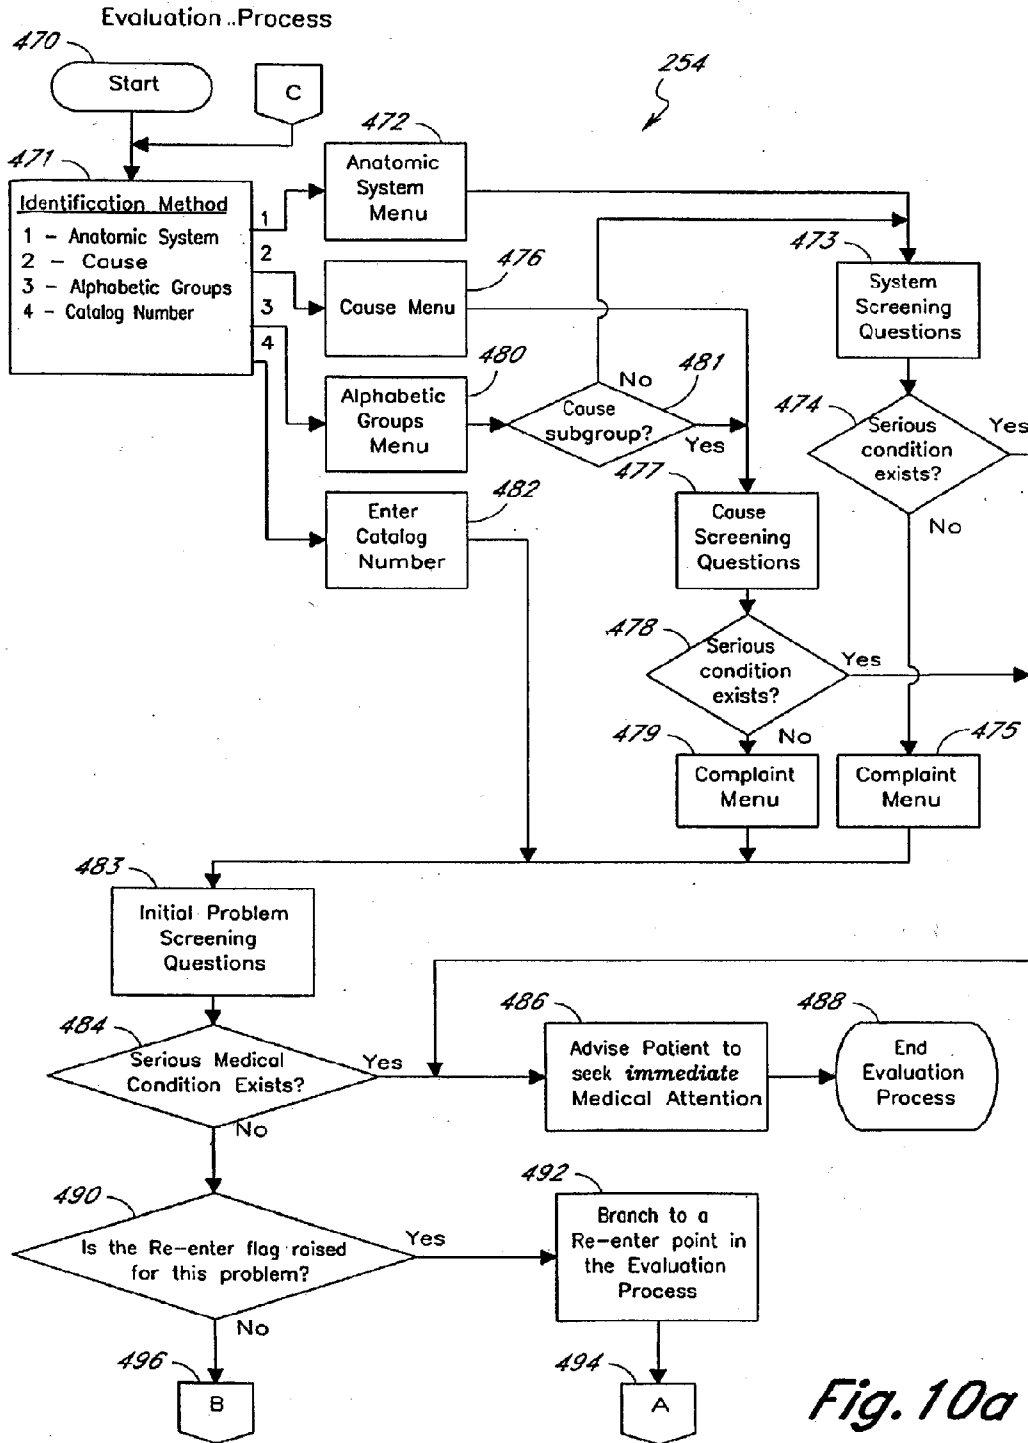 Evaluation..Process
470
Start
C
254
471
Identification Method
1 - Anatomic System
2 - Cause
3 - Alphabetic Groups
4 - Catalog Number
1
2
3
4
472
Anatomic
System
Menu
476
Cause Menu
480
Alphabetic
Groups
Menu
481
Cause
subgroup?
No
Yes
482
Enter
Catalog
Number
473
System
Screening
Questions
474
Serious
condition
exists?
Yes
No
477
Cause
Screening
Questions
478
Serious
condition
exists?
Yes
No
479
Complaint
Menu
475
Complaint
Menu
483
Initial Problem
Screening
Questions
484
Serious Medical
Condition Exists?
Yes
No
486
Advise Patient to
seek immediate
Medical Attention
488
End
Evaluation
Process
490
Is the Re-enter flag raised
for this problem?
Yes
No
492
Branch to a
Re-enter point in
the Evaluation
Process
496
B
494
A
Fig. 10a